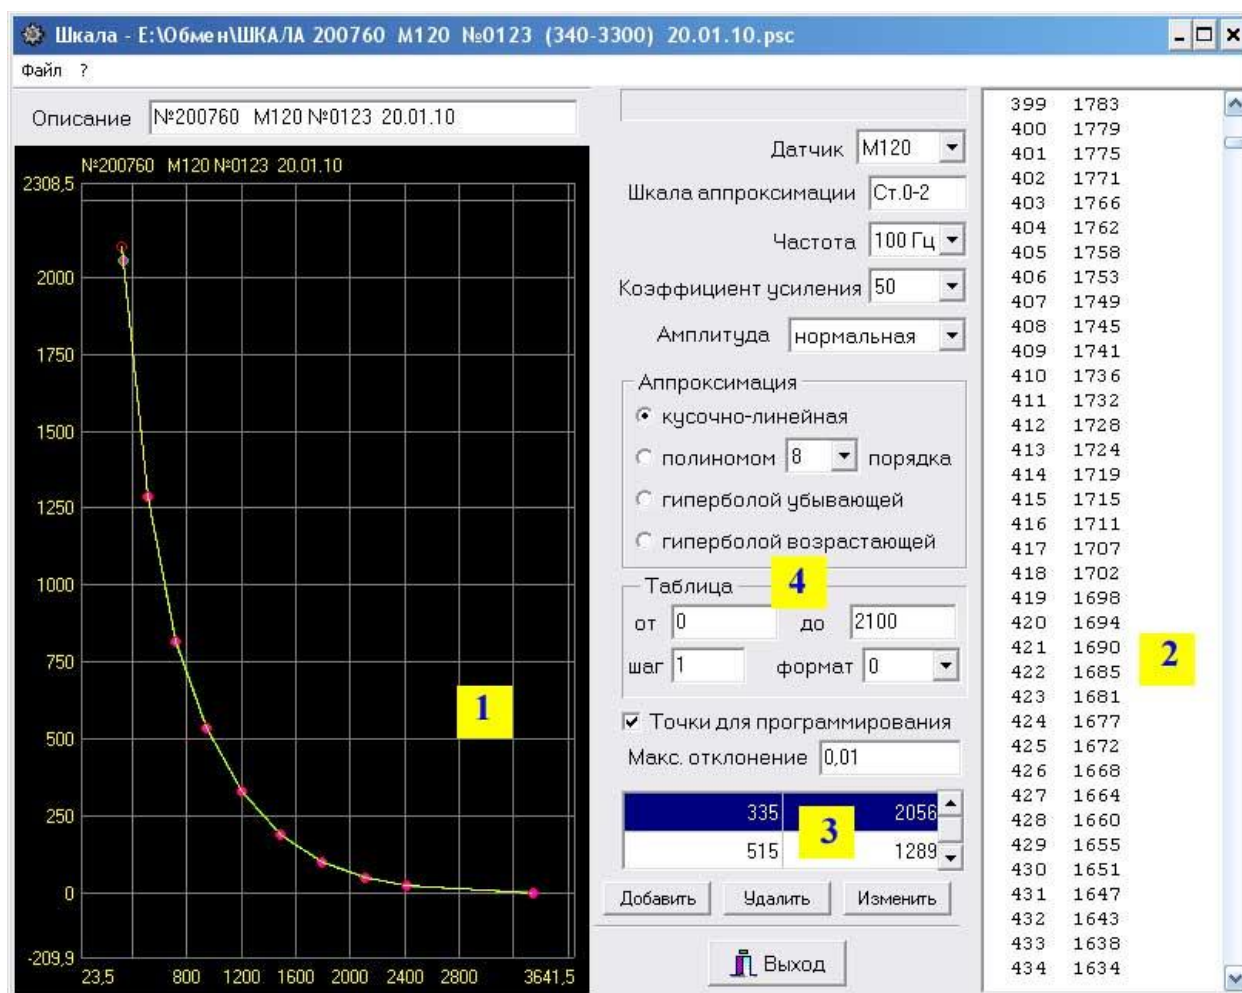 Шкала - E:\Обмен\ШКАЛА 200760 М120 №0123 (340-3300) 20.01.10.psc
Файл ?
Описание №200760 М120 №0123 20.01.10
№200760 М120 №0123 20.01.10
2308,5
2000
1750
1500
1250
1000
750
500
250
0
-209,9
23,5 800 1200 1600 2000 2400 2800 3641,5
1
Датчик М120
Шкала аппроксимации Ст.0-2
Частота 100 Гц
Коэффициент усиления 50
Амплитуда нормальная
Аппроксимация
кусочно-линейная
полиномом 8 порядка
гиперболой убывающей
гиперболой возрастающей
4
Таблица
от 0 до 2100
шаг 1 формат 0
Точки для программирования
Макс. отклонение 0,01
335 2056
515 1289
3
Добавить Удалить Изменить
Выход
399 1783
400 1779
401 1775
402 1771
403 1766
404 1762
405 1758
406 1753
407 1749
408 1745
409 1741
410 1736
411 1732
412 1728
413 1724
414 1719
415 1715
416 1711
417 1707
418 1702
419 1698
420 1694
421 1690
422 1685
423 1681
424 1677
425 1672
426 1668
427 1664
428 1660
429 1655
430 1651
431 1647
432 1643
433 1638
434 1634
2